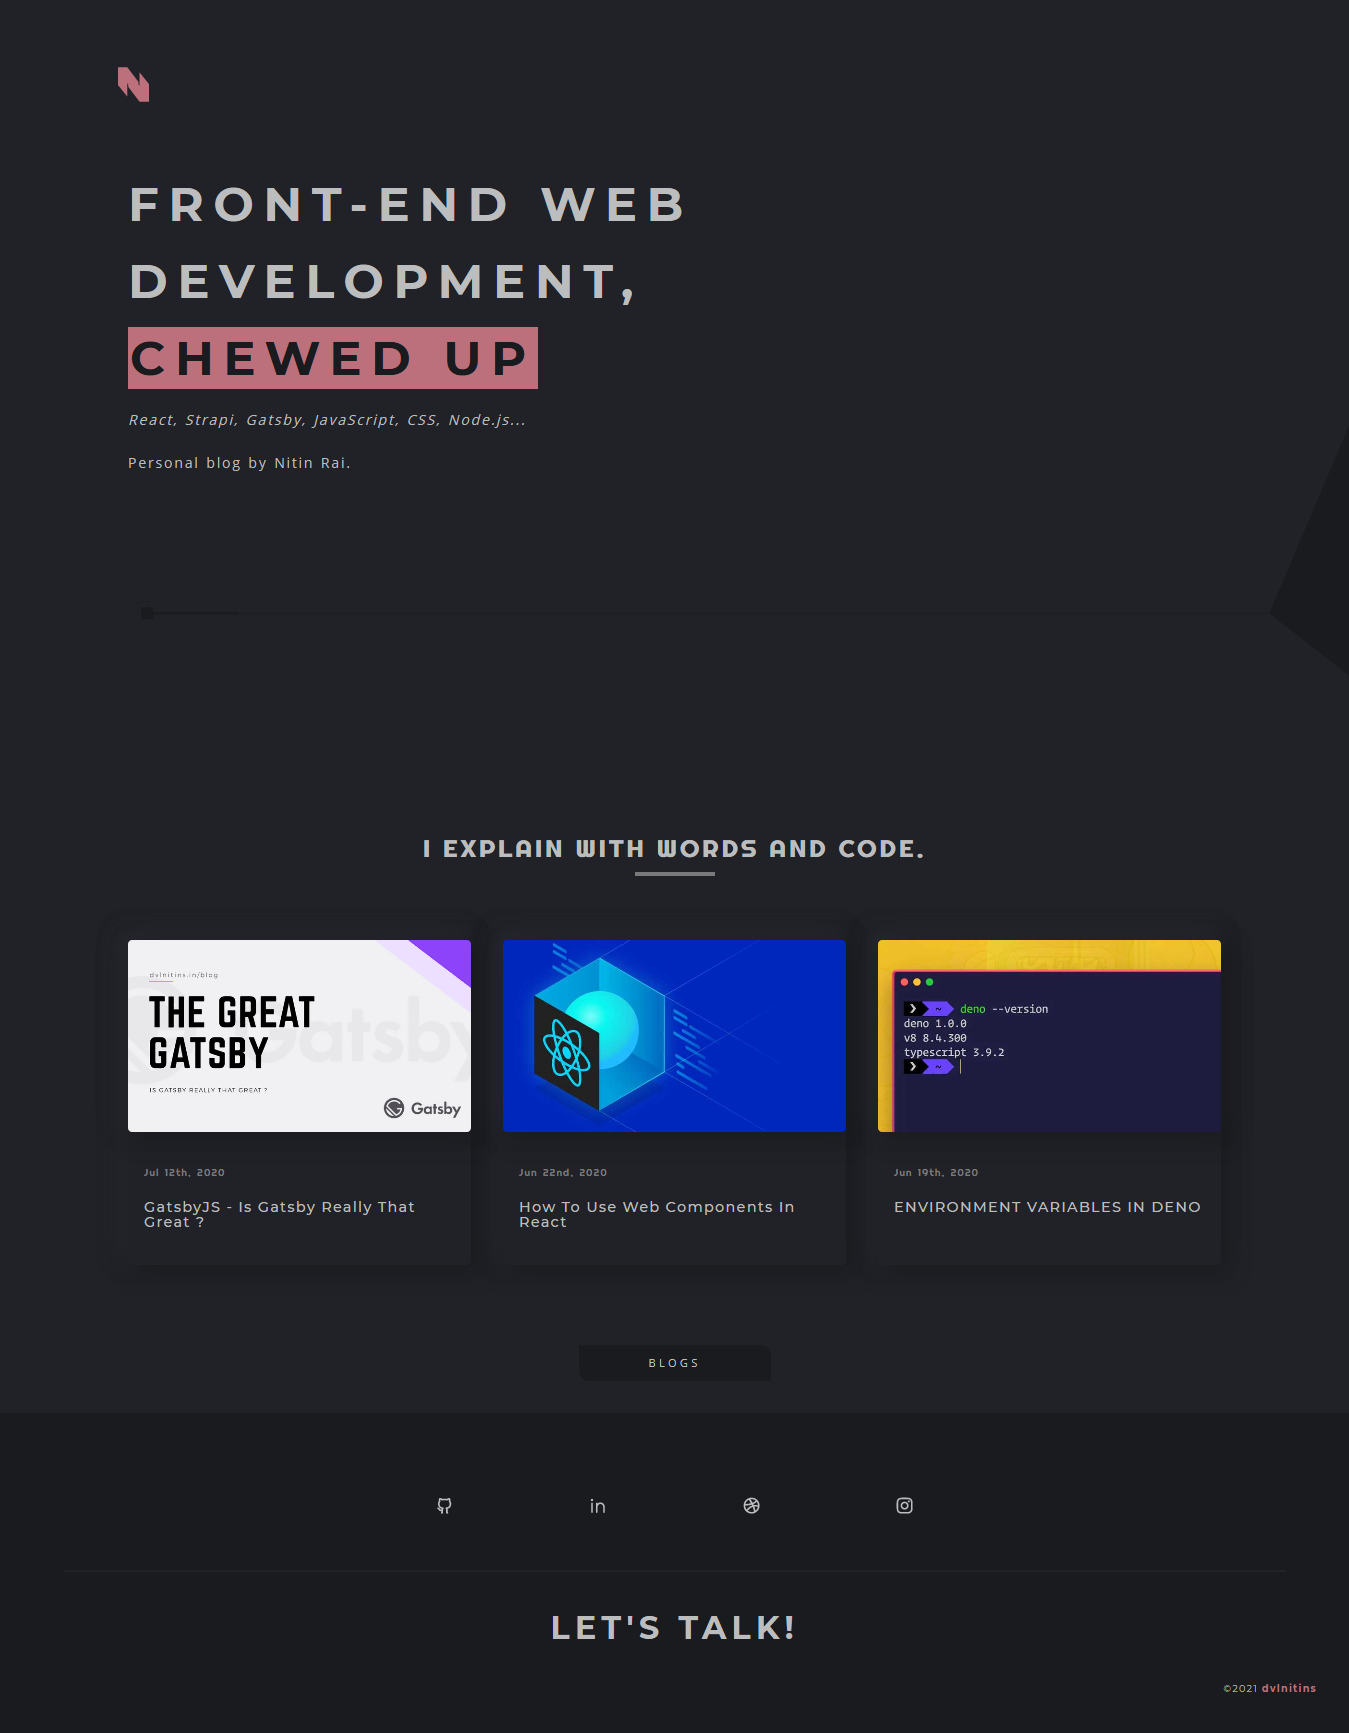 FRONT-END WEB
DEVELOPMENT,
CHEWED UP
React, Strapi, Gatsby, JavaScript, CSS, Node.js...
Personal blog by Nitin Rai.
I EXPLAIN WITH WORDS AND CODE.
dvlnitins.in/blog
THE GREAT
GATSBY
IS GATSBY REALLY THAT GREAT ?
Gatsby
Gatsby
Jul 12th, 2020
GatsbyJS - Is Gatsby Really That
Great ?
Jun 22nd, 2020
How To Use Web Components In
React
❯ ~ deno --version
deno 1.0.0
v8 8.4.300
typescript 3.9.2
❯ ~
Jun 19th, 2020
ENVIRONMENT VARIABLES IN DENO
BLOGS
LET'S TALK!
©2021 dvlnitins